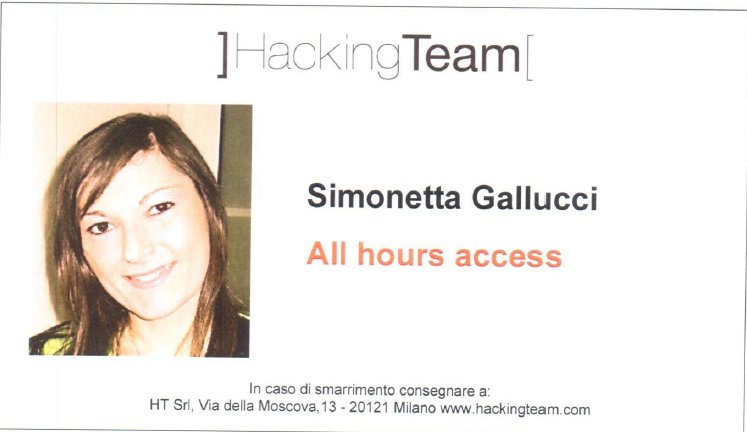 ]HackingTeam[
Simonetta Gallucci
All hours access
In caso di smarrimento consegnare a:
HT Srl, Via della Moscova,13 - 20121 Milano www.hackingteam.com